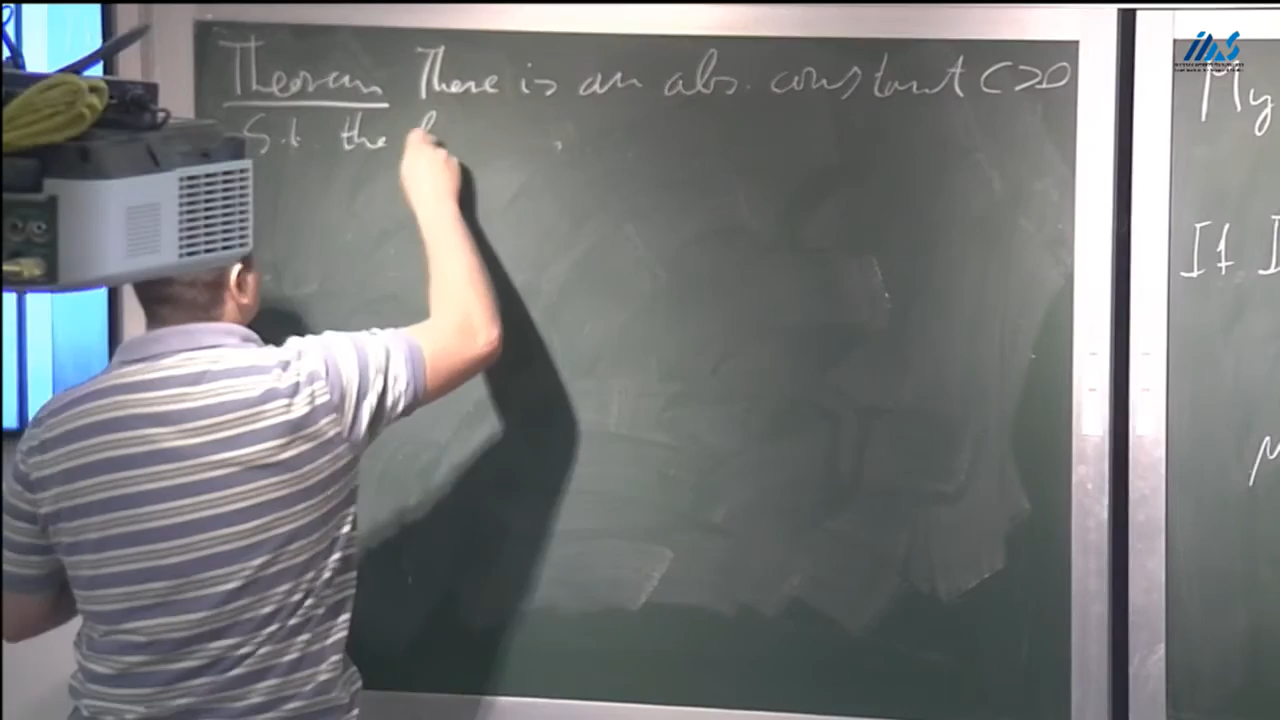 Theorem There is an abs. constant C>0
s.t. the
My
If I